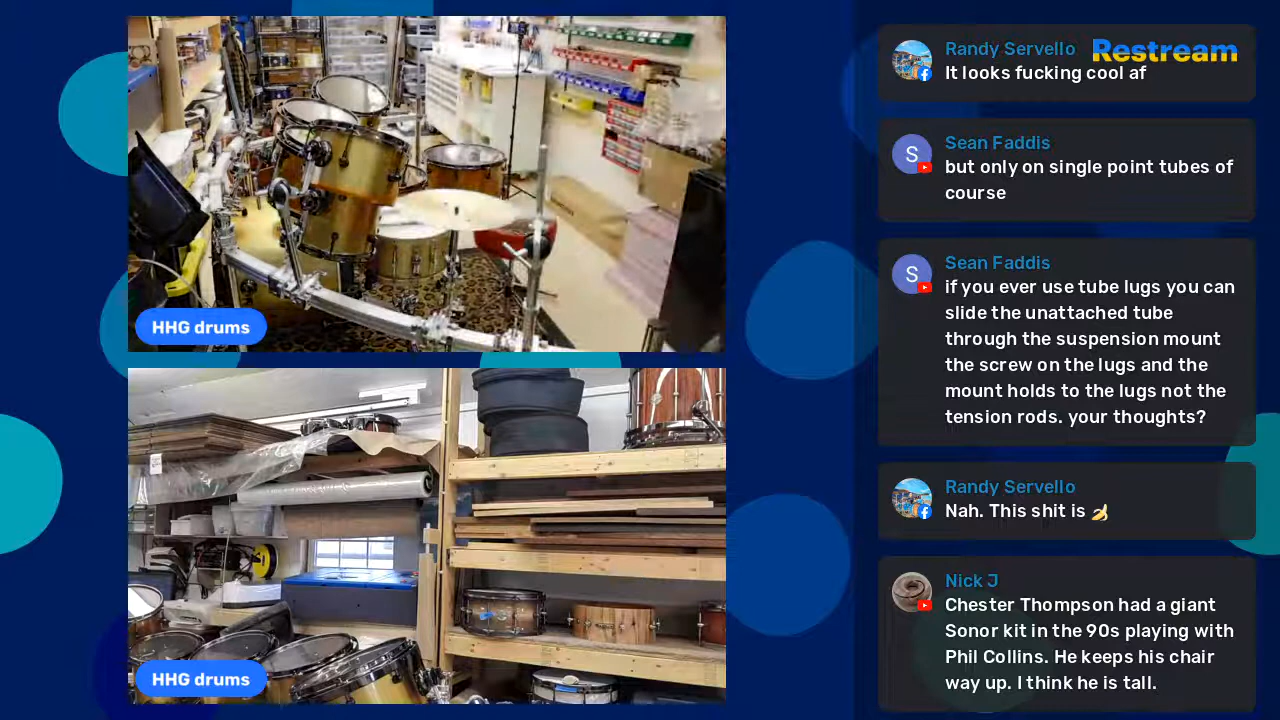 HHG drums
HHG drums
Restream
Randy Servello
It looks fucking cool af
S
Sean Faddis
but only on single point tubes of
course
S
Sean Faddis
if you ever use tube lugs you can
slide the unattached tube
through the suspension mount
the screw on the lugs and the
mount holds to the lugs not the
tension rods. your thoughts?
Randy Servello
Nah. This shit is 🍌
Nick J
Chester Thompson had a giant
Sonor kit in the 90s playing with
Phil Collins. He keeps his chair
way up. I think he is tall.